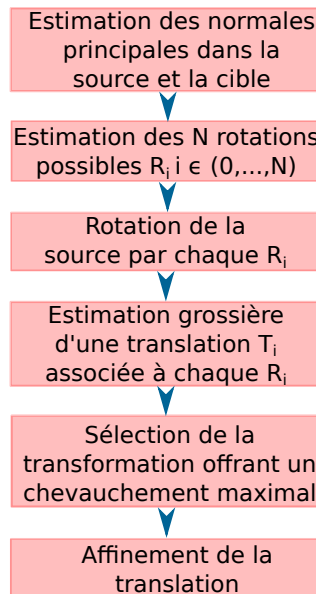 Estimation des normales
principales dans la
source et la cible
Estimation des N rotations
possibles Rᵢ i ϵ (0,...,N)
Rotation de la
source par chaque Rᵢ
Estimation grossière
d'une translation Tᵢ
associée à chaque Rᵢ
Sélection de la
transformation offrant un
chevauchement maximal
Affinement de la
translation